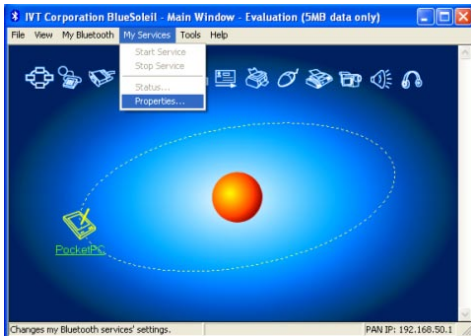 IVT Corporation BlueSoleil - Main Window - Evaluation (5MB data only)
File View My Bluetooth My Services Tools Help
Start Service
Stop Service
Status...
Properties...
PocketPC
Changes my Bluetooth services' settings. PAN IP: 192.168.50.1